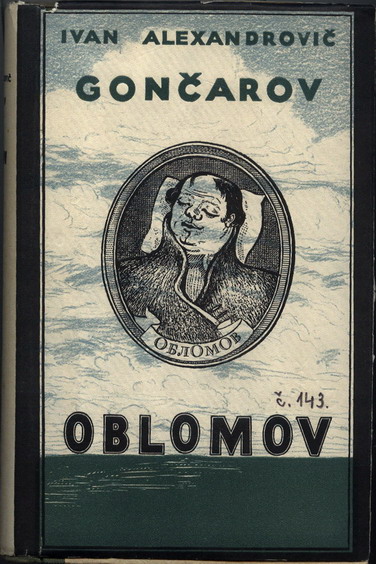 IVAN ALEXANDROVIČ
GONČAROV
ОБЛОМОВ
č. 143.
OBLOMOV